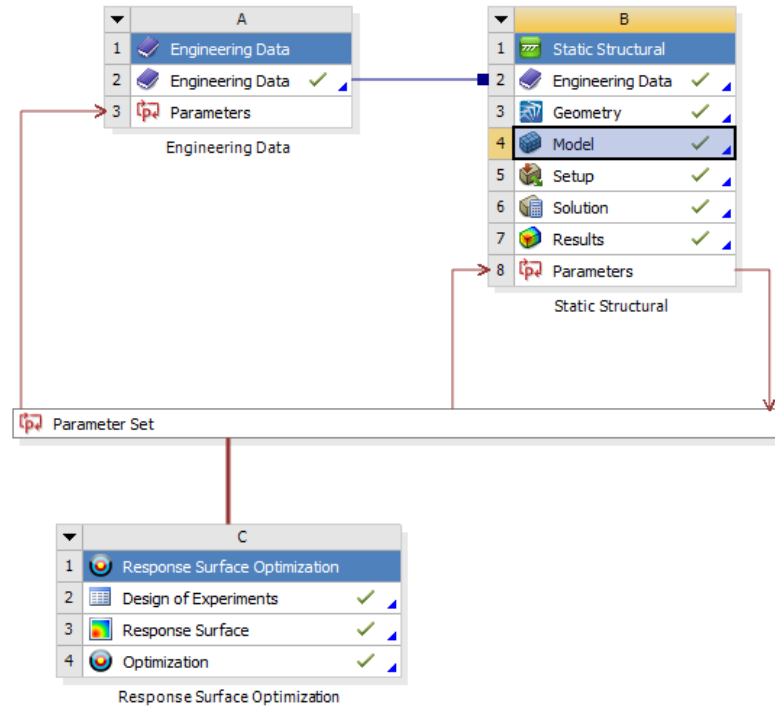 A
1 Engineering Data
2 Engineering Data
3 Parameters
Engineering Data
B
1 Static Structural
2 Engineering Data
3 Geometry
4 Model
5 Setup
6 Solution
7 Results
8 Parameters
Static Structural
Parameter Set
C
1 Response Surface Optimization
2 Design of Experiments
3 Response Surface
4 Optimization
Response Surface Optimization